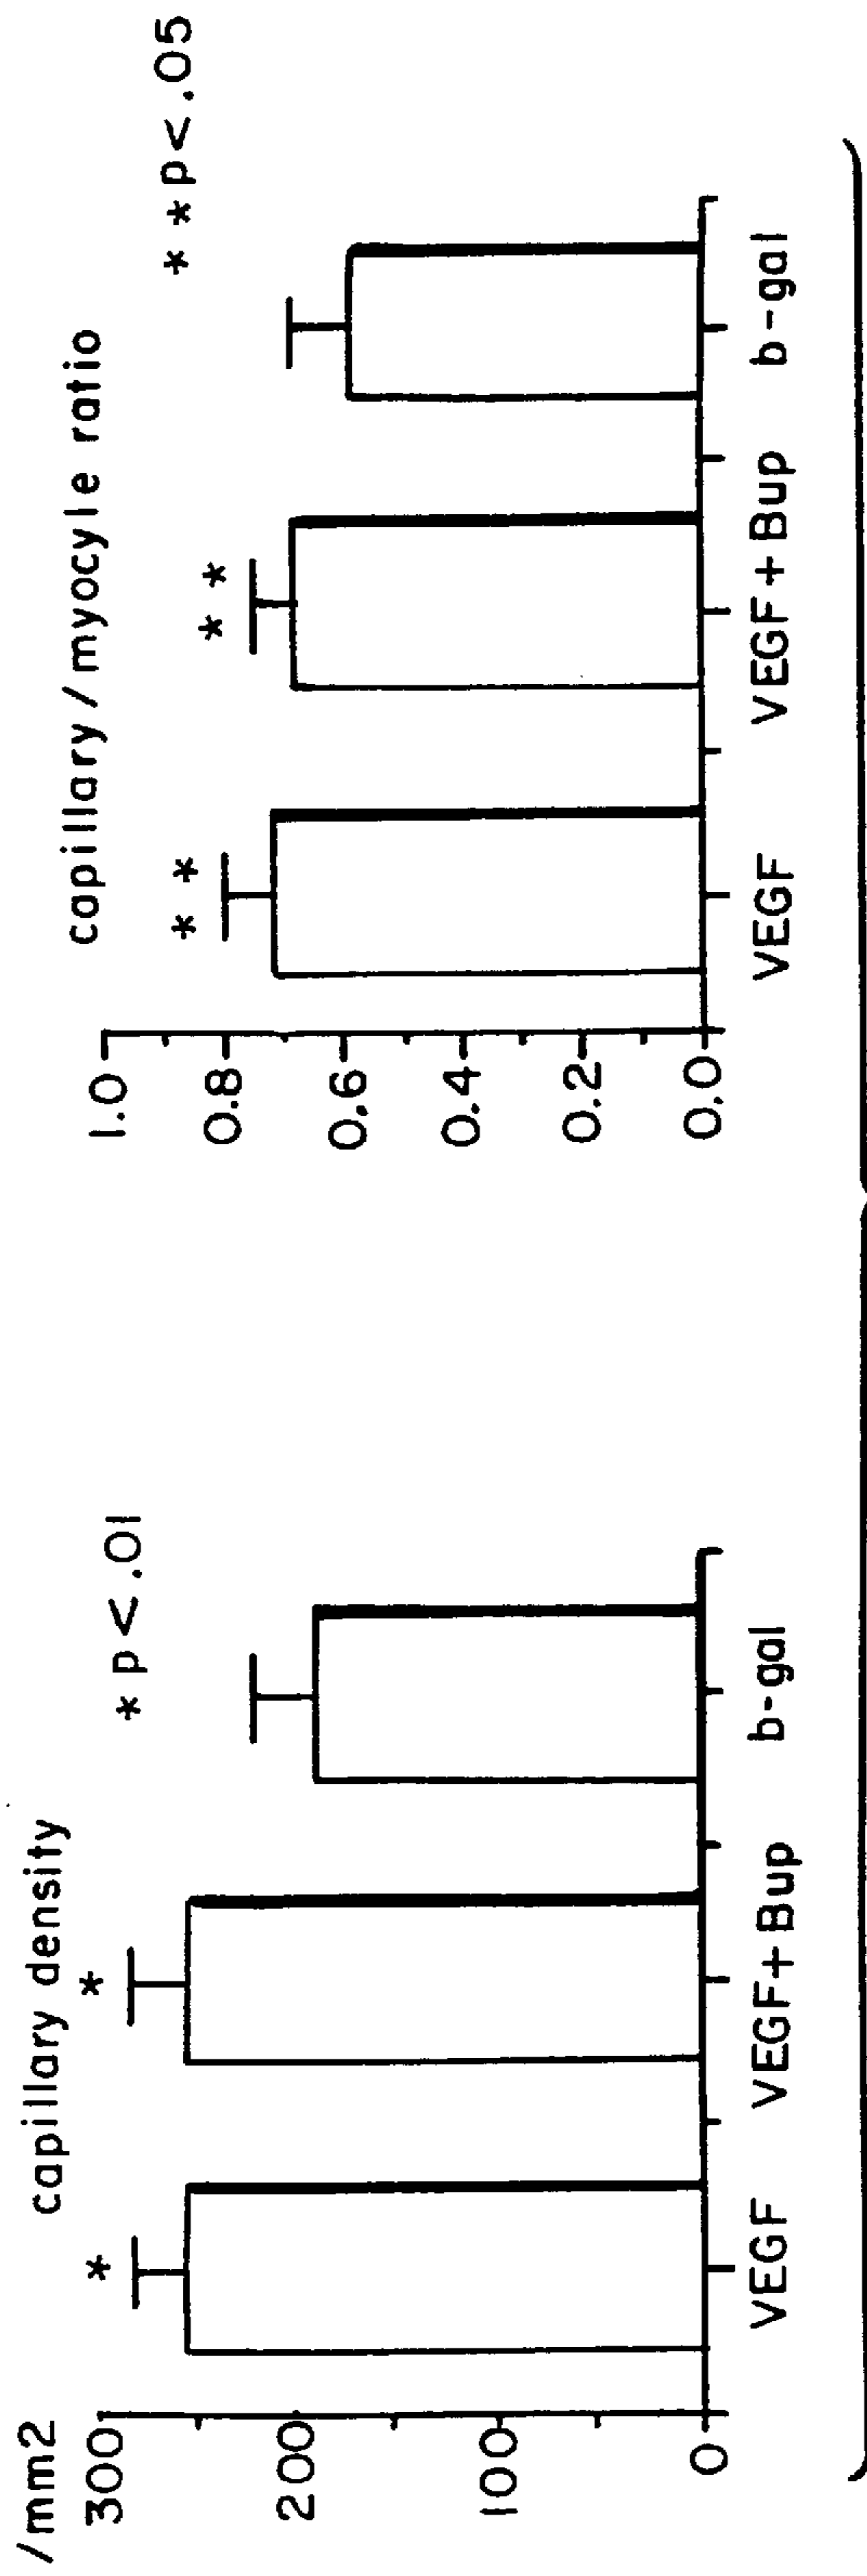 capillary density
/mm2
* p<.01
300
200
100
0
*
*
VEGF
VEGF+Bup
b-gal
capillary/myocyle ratio
* *p<.05
1.0
0.8
0.6
0.4
0.2
0.0
* *
* *
VEGF
VEGF+Bup
b-gal